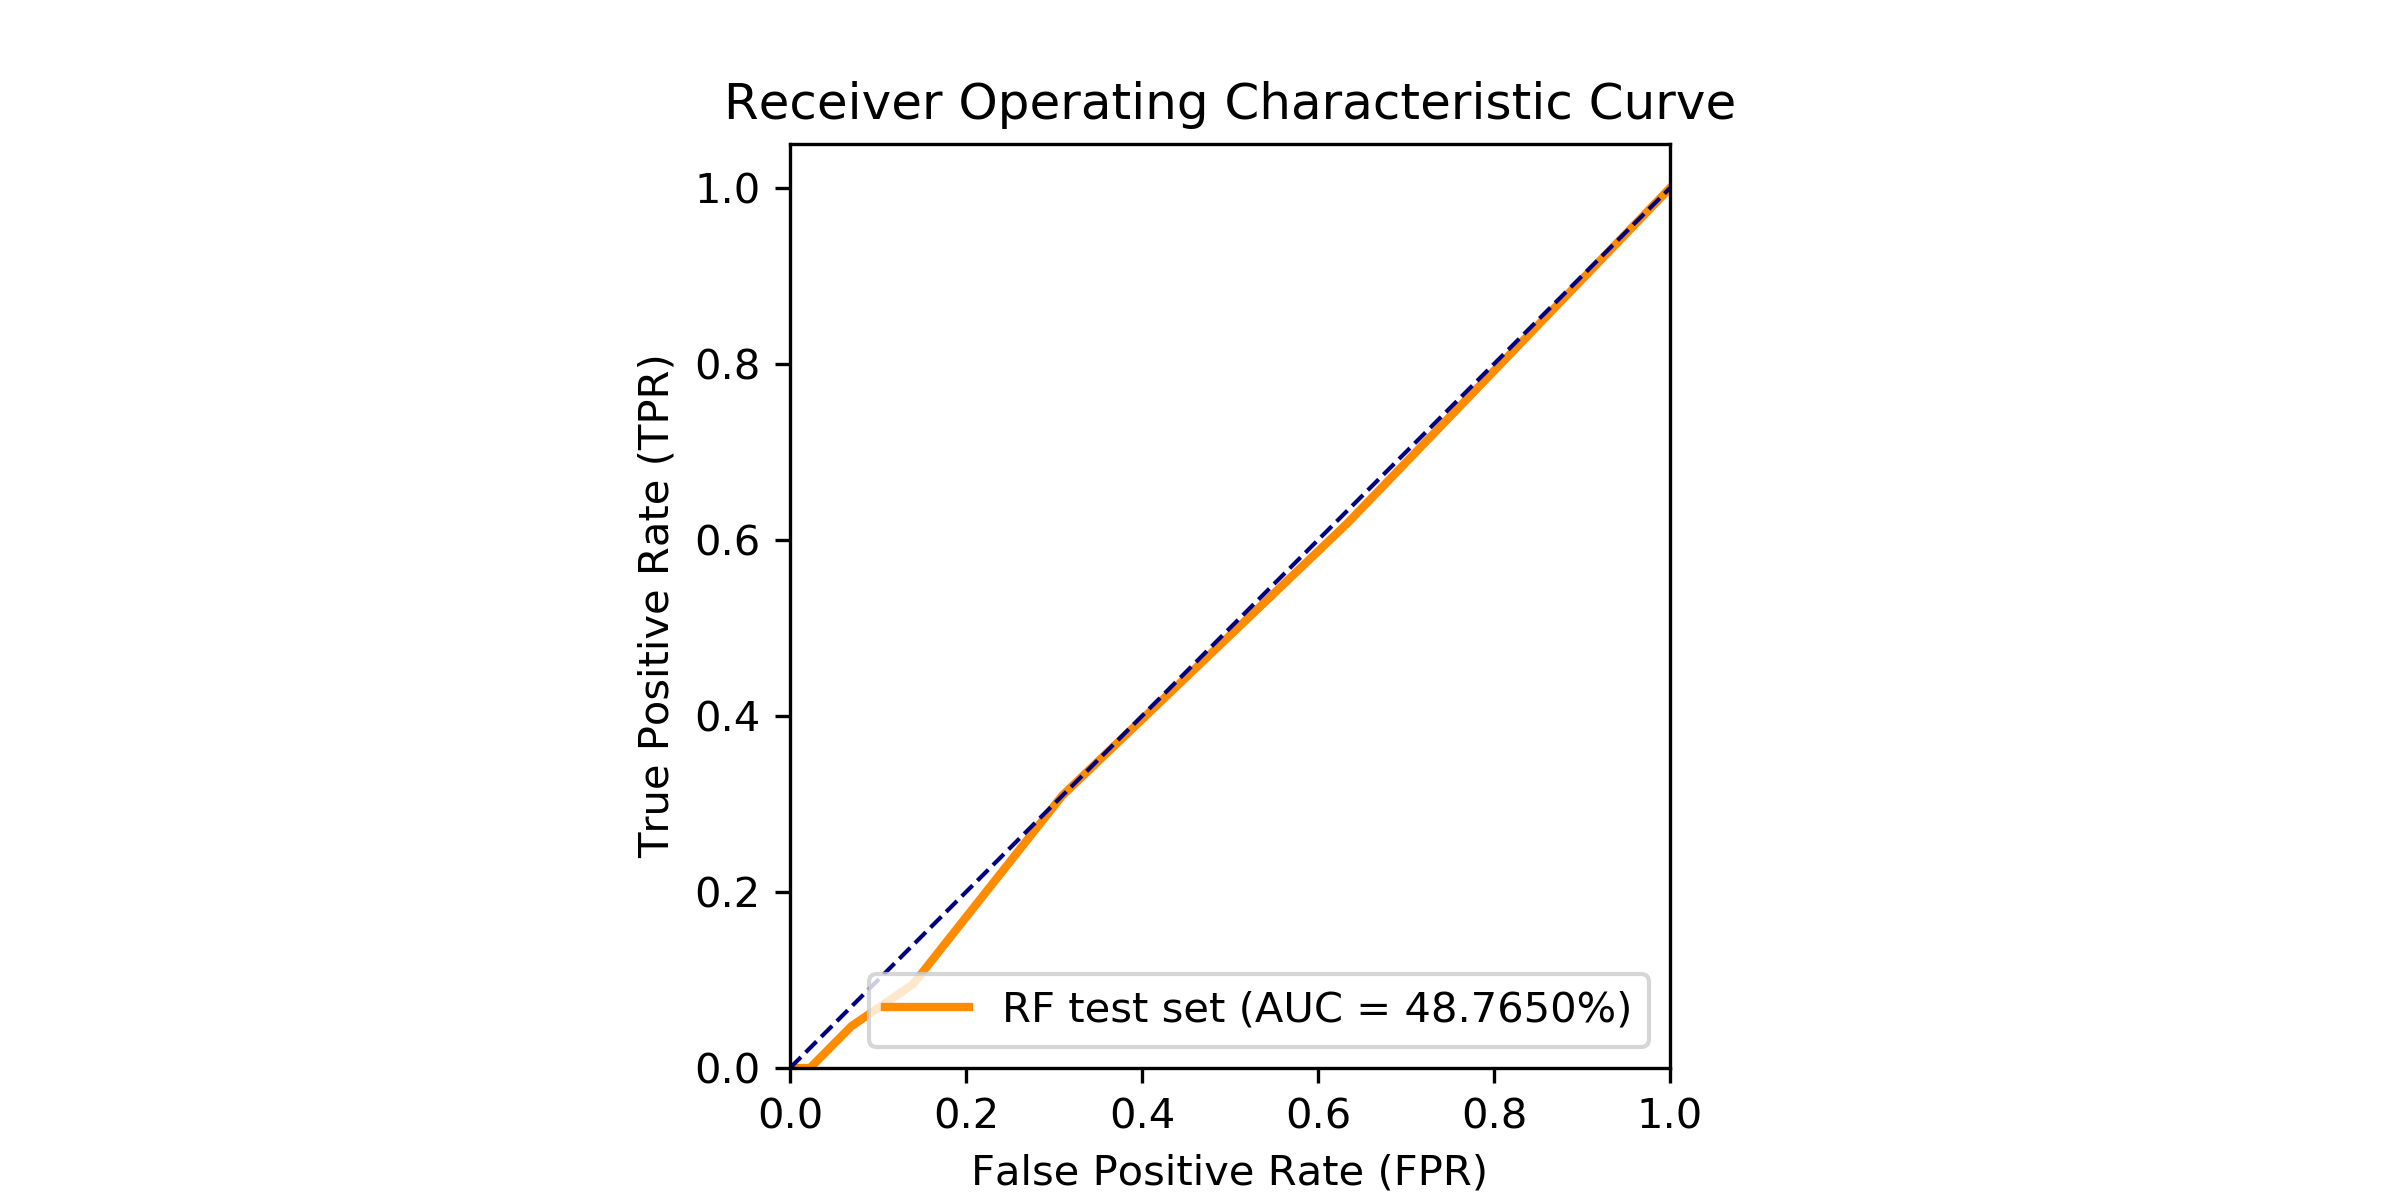 Receiver Operating Characteristic Curve
True Positive Rate (TPR)
1.0
0.8
0.6
0.4
0.2
0.0
RF test set (AUC = 48.7650%)
0.0 0.2 0.4 0.6 0.8 1.0
False Positive Rate (FPR)